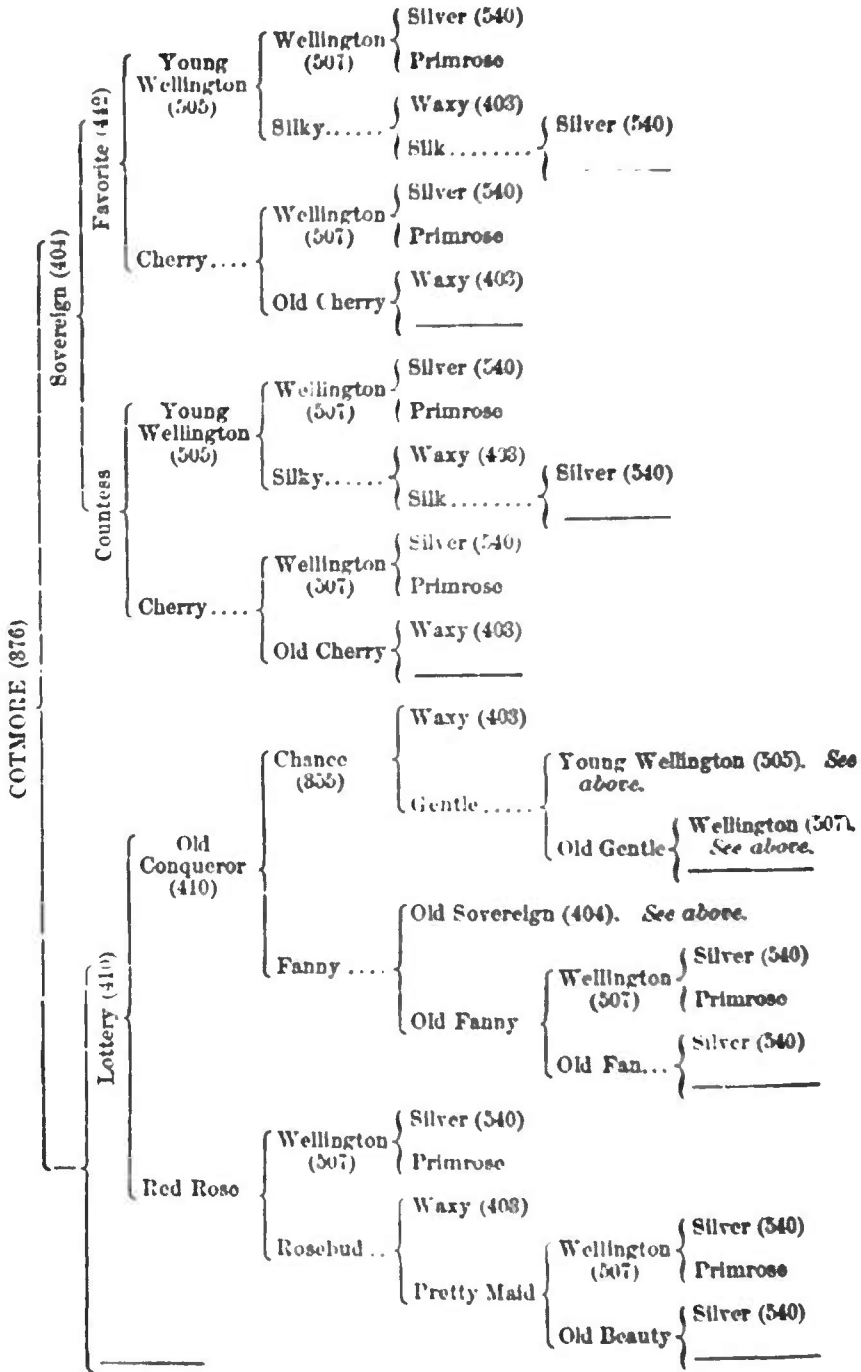 Silver (540)
Young Wellington
Wellington (507) Primrose
(505) Waxy (403)
Silky...... Silver (540)
Silk........
Favorite (442)
Silver (540)
Wellington
(507) Primrose
Cherry....
Waxy (403)
Old Cherry
Sovereign (404)
Silver (540)
Wellington
Young (507) Primrose
Wellington
(505) Waxy (403)
Silky...... Silver (540)
Silk........
Countess
Silver (540)
Wellington
(507) Primrose
Cherry....
Waxy (403)
Old Cherry
COTMORE (376)
Waxy (403)
Chance
(355) Young Wellington (505). See
above.
Gentle.....
Wellington (507).
Old Old Gentle See above.
Conqueror
(410)
Old Sovereign (404). See above.
Fanny.... Silver (540)
Wellington
(507) Primrose
Old Fanny
Silver (540)
Old Fan...
Lottery (410)
Silver (540)
Wellington
(507) Primrose
Red Rose
Waxy (403)
Rosebud.. Silver (540)
Wellington
(507) Primrose
Pretty Maid
Silver (540)
Old Beauty